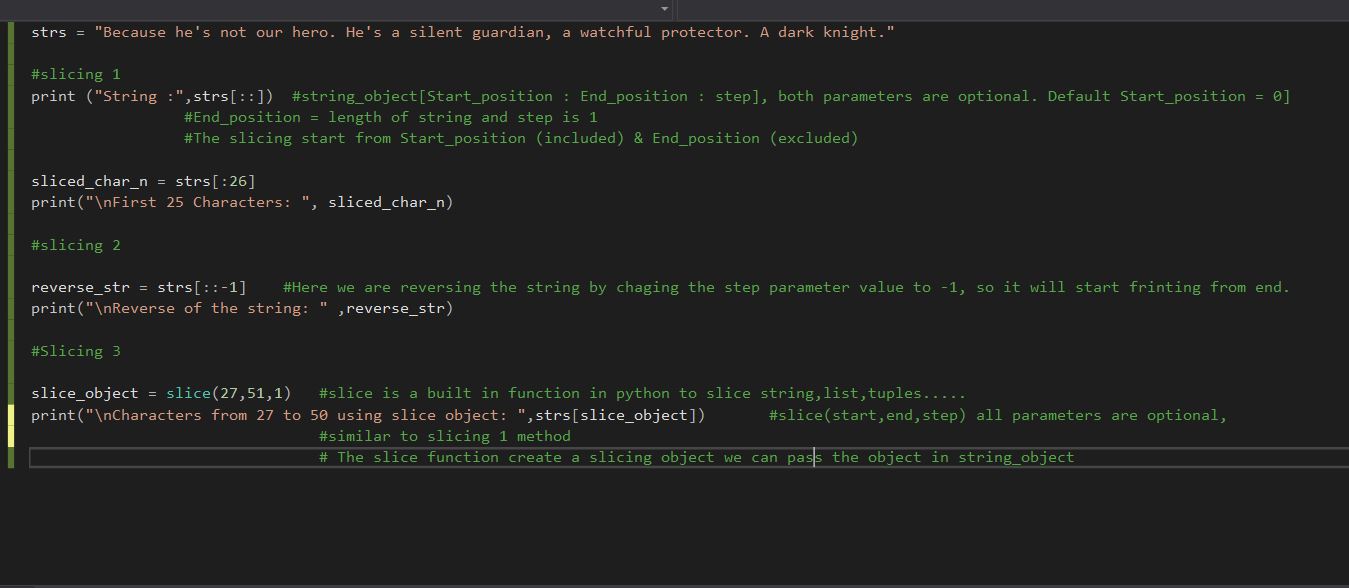 strs = "Because he's not our hero. He's a silent guardian, a watchful protector. A dark knight."
#slicing 1
print ("String :",strs[::])  #string_object[Start_position : End_position : step], both parameters are optional. Default Start_position = 0]
#End_position = length of string and step is 1
#The slicing start from Start_position (included) & End_position (excluded)
sliced_char_n = strs[:26]
print("\nFirst 25 Characters: ", sliced_char_n)
#slicing 2
reverse_str = strs[::-1]    #Here we are reversing the string by chaging the step parameter value to -1, so it will start frinting from end.
print("\nReverse of the string: " ,reverse_str)
#Slicing 3
slice_object = slice(27,51,1)   #slice is a built in function in python to slice string,list,tuples.....
print("\nCharacters from 27 to 50 using slice object: ",strs[slice_object])       #slice(start,end,step) all parameters are optional,
#similar to slicing 1 method
# The slice function create a slicing object we can pass the object in string_object